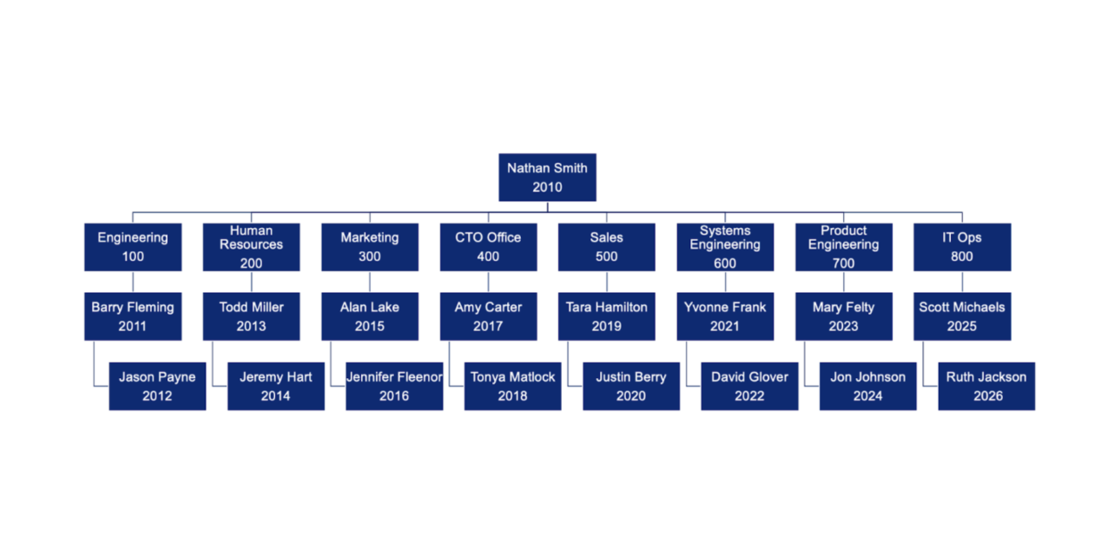 Nathan Smith
2010
Engineering
100
Human
Resources
200
Marketing
300
CTO Office
400
Sales
500
Systems
Engineering
600
Product
Engineering
700
IT Ops
800
Barry Fleming
2011
Todd Miller
2013
Alan Lake
2015
Amy Carter
2017
Tara Hamilton
2019
Yvonne Frank
2021
Mary Felty
2023
Scott Michaels
2025
Jason Payne
2012
Jeremy Hart
2014
Jennifer Fleenor
2016
Tonya Matlock
2018
Justin Berry
2020
David Glover
2022
Jon Johnson
2024
Ruth Jackson
2026